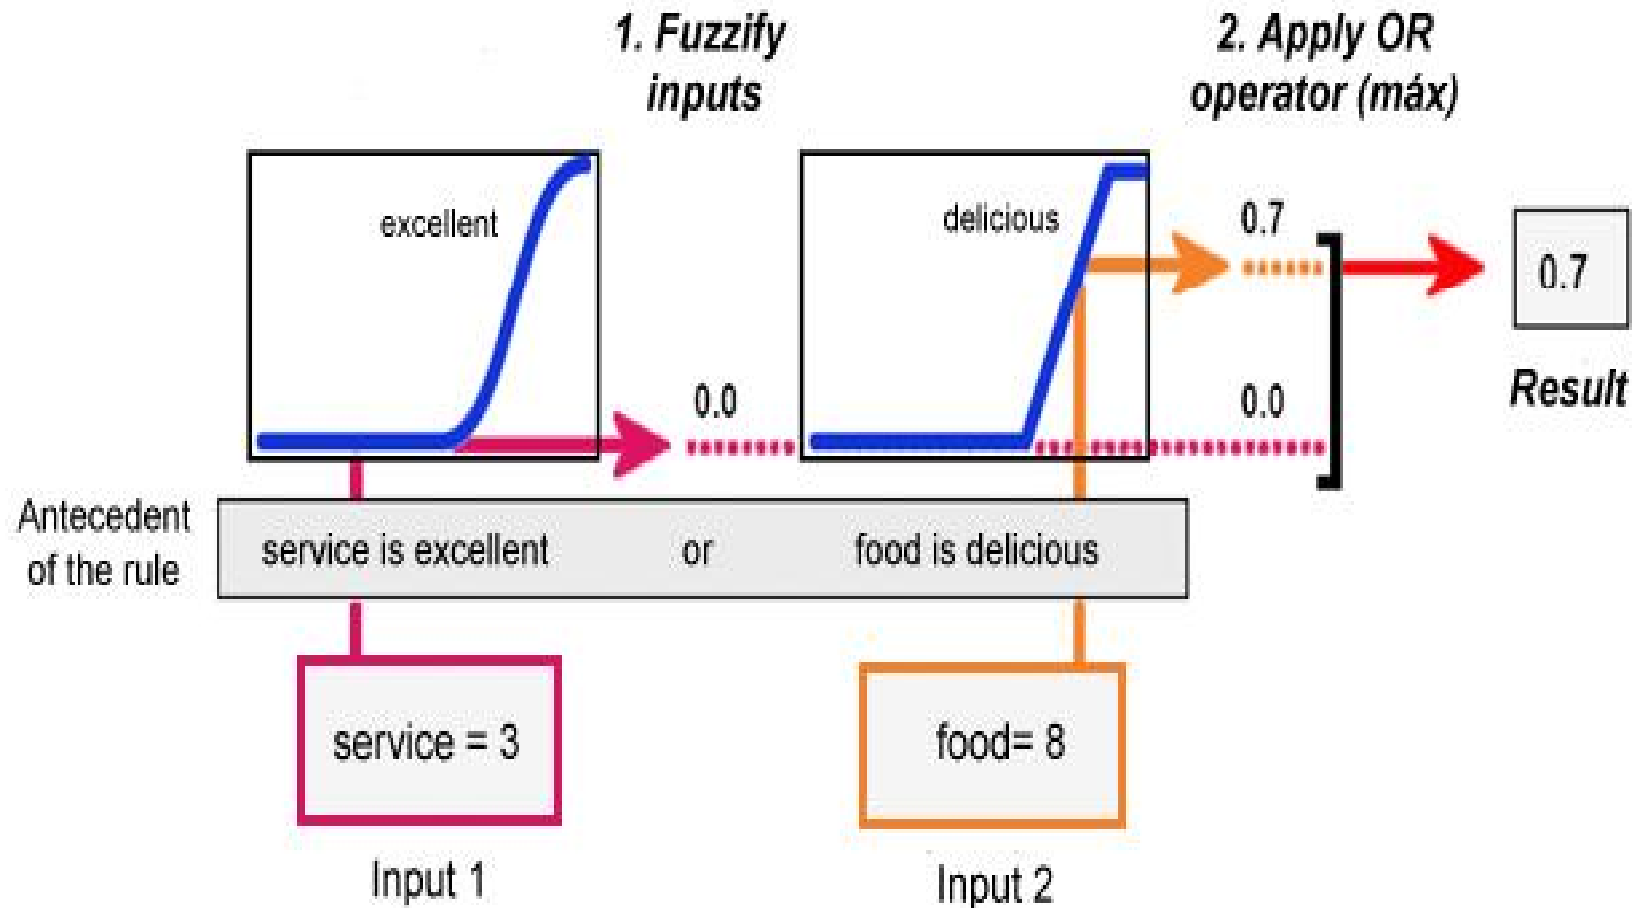 1. Fuzzify
inputs
2. Apply OR
operator (máx)
excellent
delicious
0.7
0.7
0.0
0.0
Result
Antecedent
of the rule
service is excellent or food is delicious
service = 3
food= 8
Input 1
Input 2